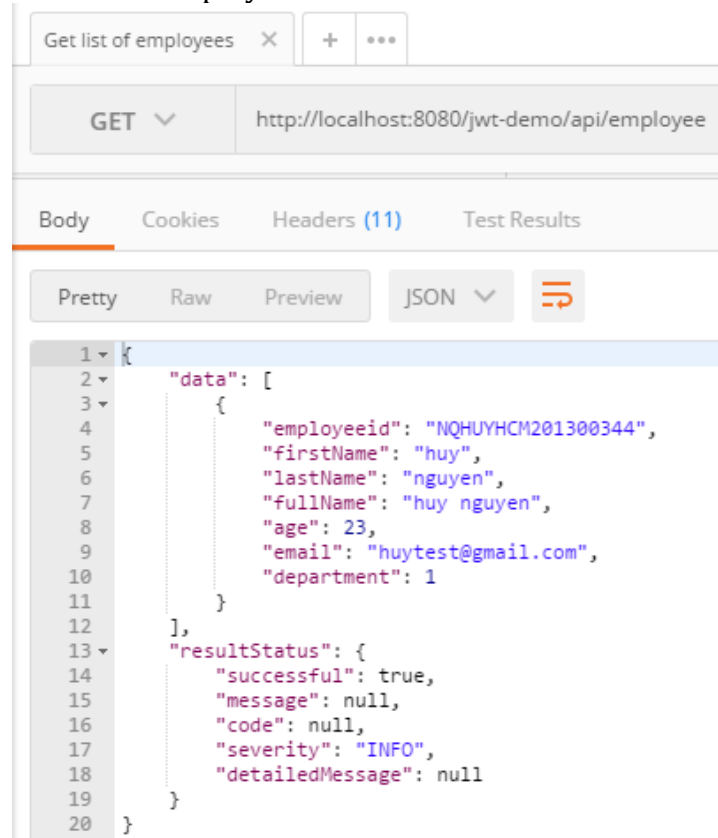 Get list of employees × + •••
GET http://localhost:8080/jwt-demo/api/employee
Body Cookies Headers (11) Test Results
Pretty Raw Preview JSON
1 {
2 "data": [
3 {
4 "employeeid": "NQHUYHCM201300344",
5 "firstName": "huy",
6 "lastName": "nguyen",
7 "fullName": "huy nguyen",
8 "age": 23,
9 "email": "huytest@gmail.com",
10 "department": 1
11 }
12 ],
13 "resultStatus": {
14 "successful": true,
15 "message": null,
16 "code": null,
17 "severity": "INFO",
18 "detailedMessage": null
19 }
20 }